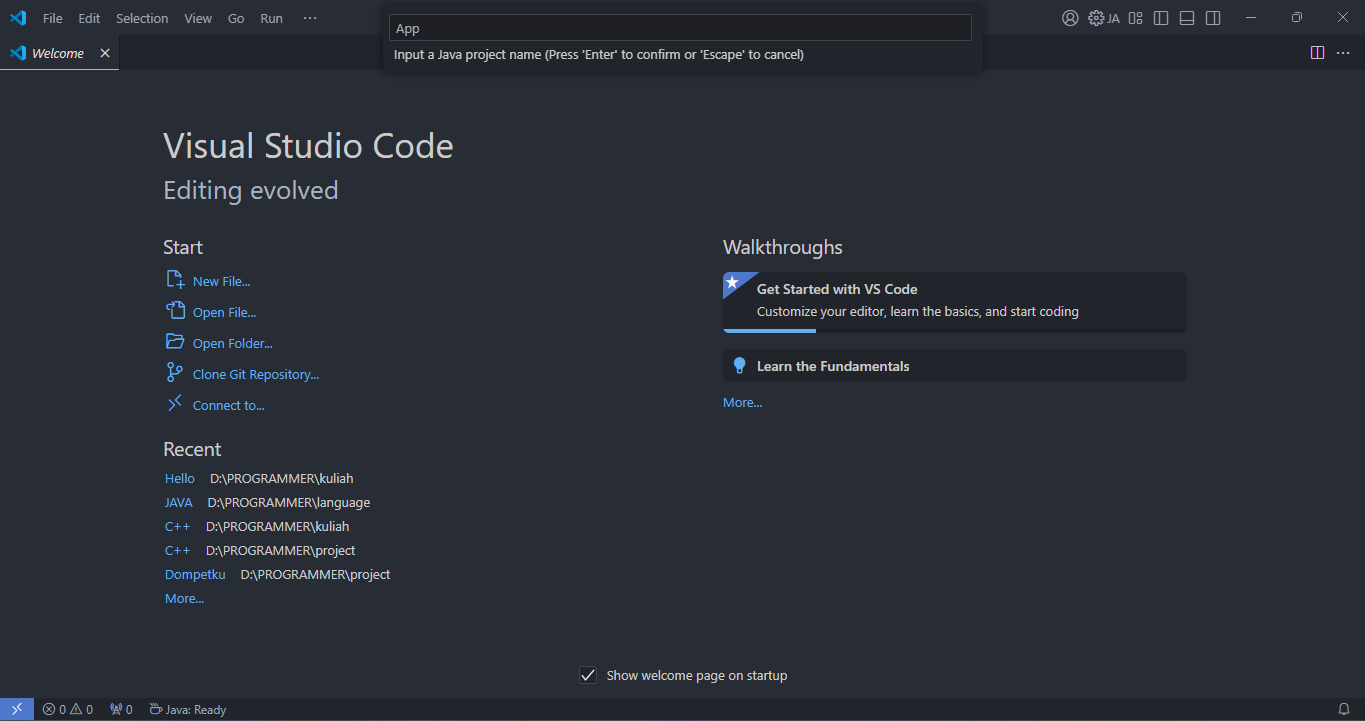 File Edit Selection View Go Run ···
App
JA
Input a Java project name (Press 'Enter' to confirm or 'Escape' to cancel)
Welcome
Visual Studio Code
Editing evolved
Start
New File...
Open File...
Open Folder...
Clone Git Repository...
Connect to...
Recent
Hello D:\PROGRAMMER\kuliah
JAVA D:\PROGRAMMER\language
C++ D:\PROGRAMMER\kuliah
C++ D:\PROGRAMMER\project
Dompetku D:\PROGRAMMER\project
More...
Walkthroughs
Get Started with VS Code
Customize your editor, learn the basics, and start coding
Learn the Fundamentals
More...
Show welcome page on startup
0 0 0 Java: Ready